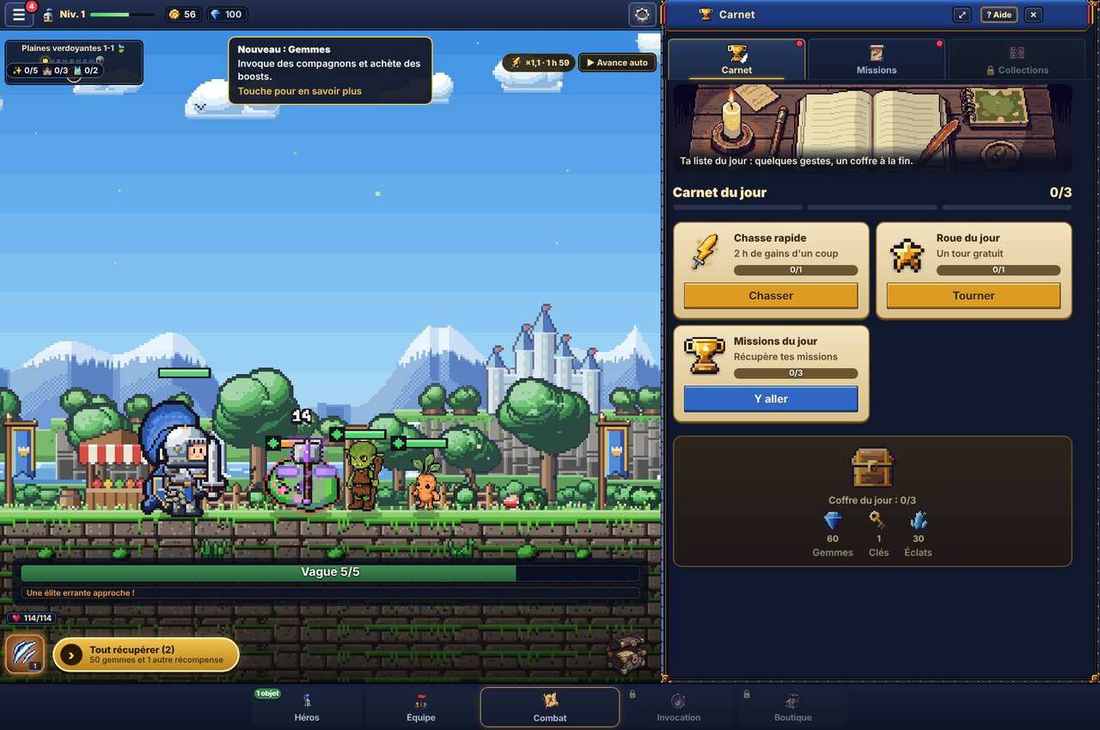 4
Niv. 1
56
100
Plaines verdoyantes 1-1
0/5 0/3 0/2
Nouveau : Gemmes
Invoque des compagnons et achète des
boosts.
Touche pour en savoir plus
×1,1 · 1 h 59
Avance auto
14
Vague 5/5
Une élite errante approche !
114/114
1
Tout récupérer (2)
50 gemmes et 1 autre récompense
Carnet
? Aide
Carnet
Missions
Collections
Ta liste du jour : quelques gestes, un coffre à la fin.
Carnet du jour
0/3
Chasse rapide
2 h de gains d'un coup
0/1
Chasser
Roue du jour
Un tour gratuit
0/1
Tourner
Missions du jour
Récupère tes missions
0/3
Y aller
Coffre du jour : 0/3
60
Gemmes
1
Clés
30
Éclats
1 objet
Héros
Équipe
Combat
Invocation
Boutique